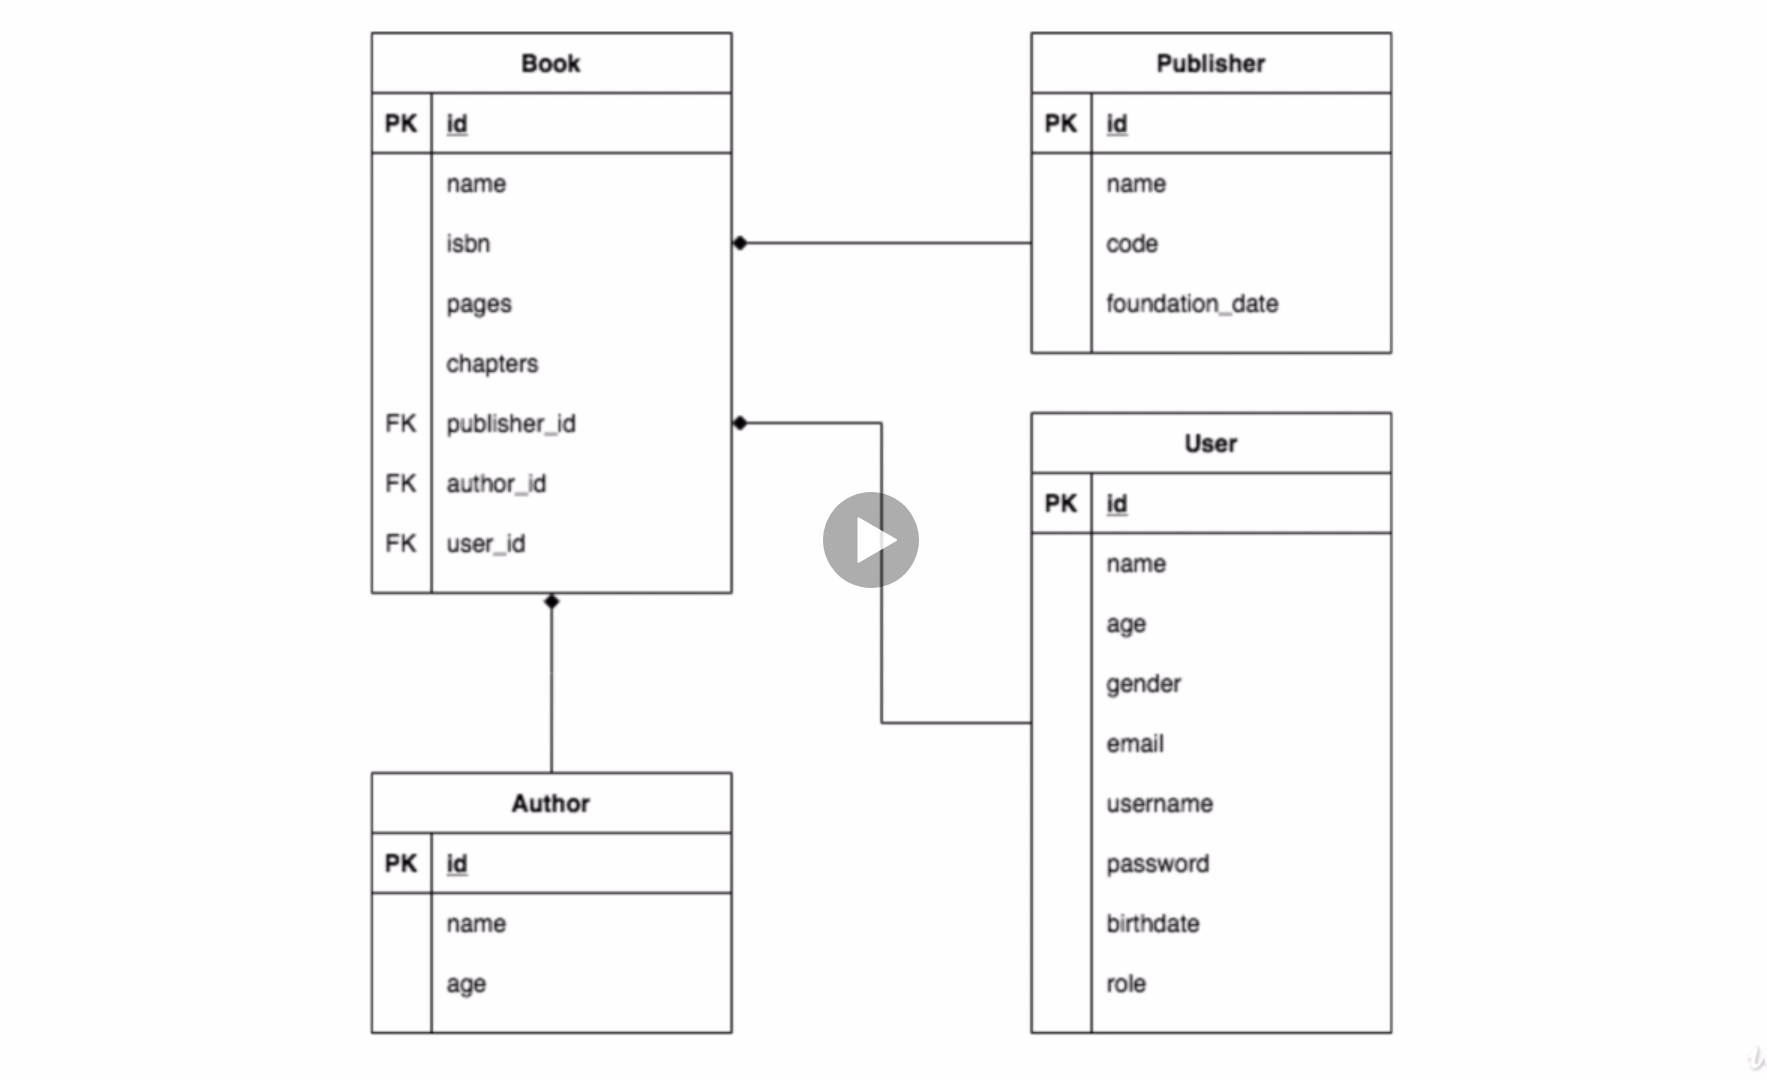 Book
PK id
name
isbn
pages
chapters
FK publisher_id
FK author_id
FK user_id
Publisher
PK id
name
code
foundation_date
User
PK id
name
age
gender
email
username
password
birthdate
role
Author
PK id
name
age